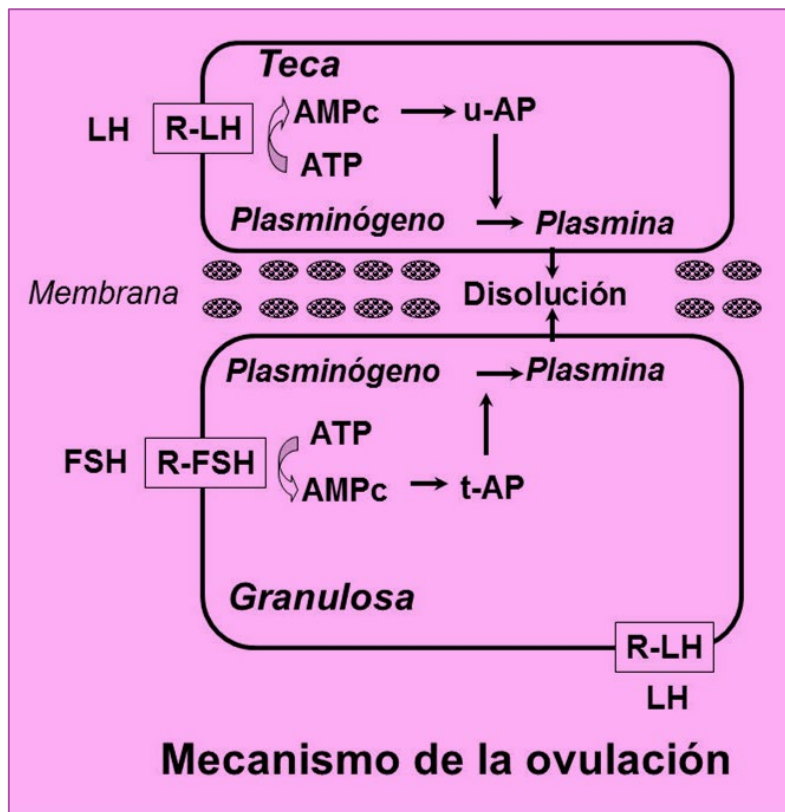 Teca
LH R-LH AMPc u-AP
ATP
Plasminógeno Plasmina
Membrana Disolución
Plasminógeno Plasmina
ATP
FSH R-FSH
AMPc t-AP
Granulosa
R-LH
LH
Mecanismo de la ovulación